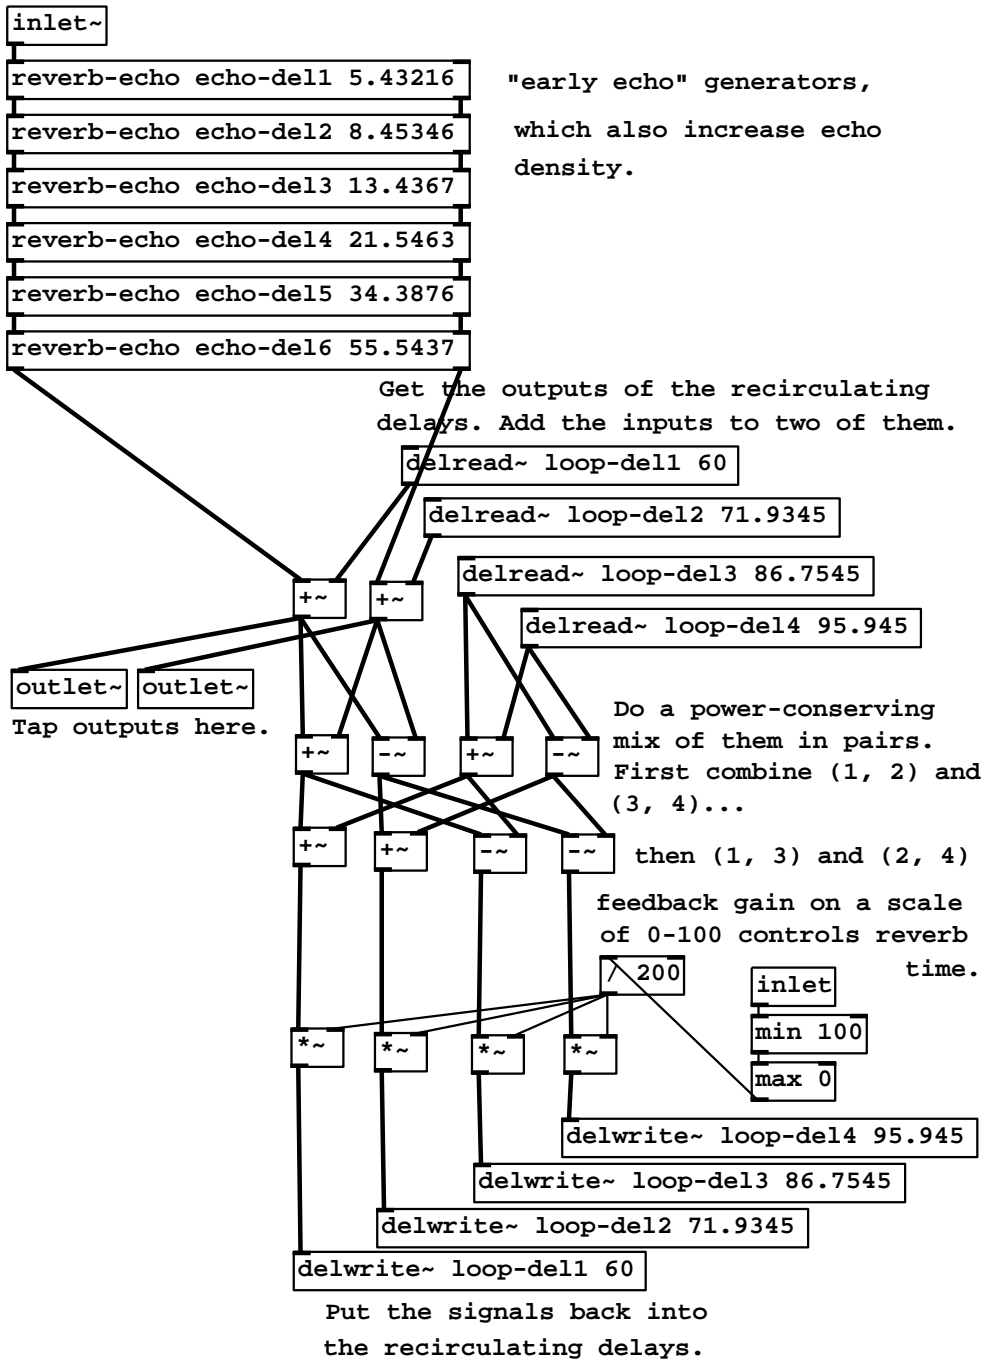 inlet~
reverb-echo echo-del1 5.43216
"early echo" generators,
reverb-echo echo-del2 8.45346
which also increase echo
density.
reverb-echo echo-del3 13.4367
reverb-echo echo-del4 21.5463
reverb-echo echo-del5 34.3876
reverb-echo echo-del6 55.5437
Get the outputs of the recirculating
delays. Add the inputs to two of them.
delread~ loop-del1 60
delread~ loop-del2 71.9345
delread~ loop-del3 86.7545
+~
+~
delread~ loop-del4 95.945
outlet~
outlet~
Tap outputs here.
Do a power-conserving
mix of them in pairs.
First combine (1, 2) and
(3, 4)...
+~
-~
+~
-~
+~
+~
-~
-~
then (1, 3) and (2, 4)
feedback gain on a scale
of 0-100 controls reverb
time.
/ 200
inlet
min 100
max 0
*~
*~
*~
*~
delwrite~ loop-del4 95.945
delwrite~ loop-del3 86.7545
delwrite~ loop-del2 71.9345
delwrite~ loop-del1 60
Put the signals back into
the recirculating delays.